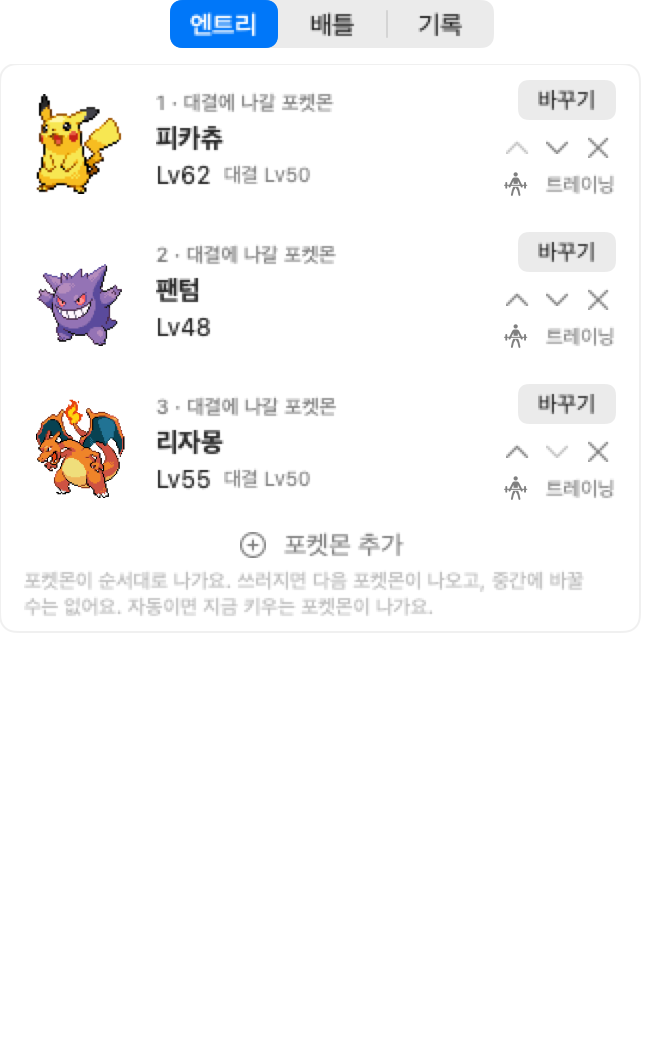 엔트리 배틀 기록
1 · 대결에 나갈 포켓몬 바꾸기
피카츄
Lv62 대결 Lv50 트레이닝
2 · 대결에 나갈 포켓몬 바꾸기
팬텀
Lv48 트레이닝
3 · 대결에 나갈 포켓몬 바꾸기
리자몽
Lv55 대결 Lv50 트레이닝
포켓몬 추가
포켓몬이 순서대로 나가요. 쓰러지면 다음 포켓몬이 나오고, 중간에 바꿀
수는 없어요. 자동이면 지금 키우는 포켓몬이 나가요.